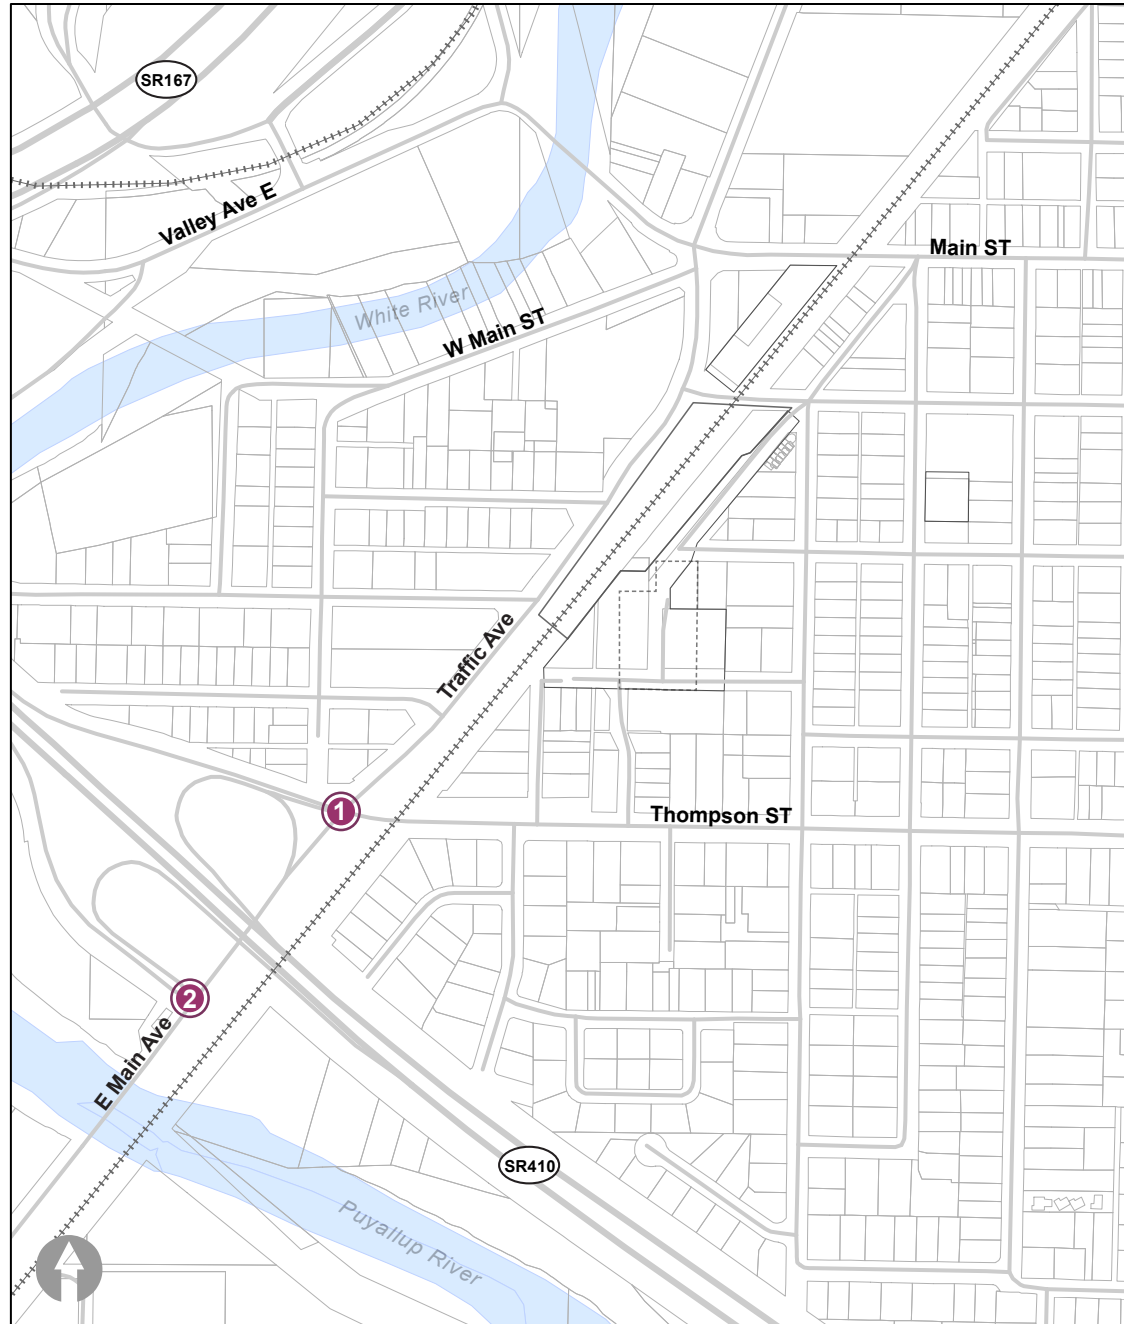 SR167
Valley Ave E
Main ST
White River
W Main ST
Traffic Ave
1
Thompson ST
2
E Main Ave
SR410
Puyallup River